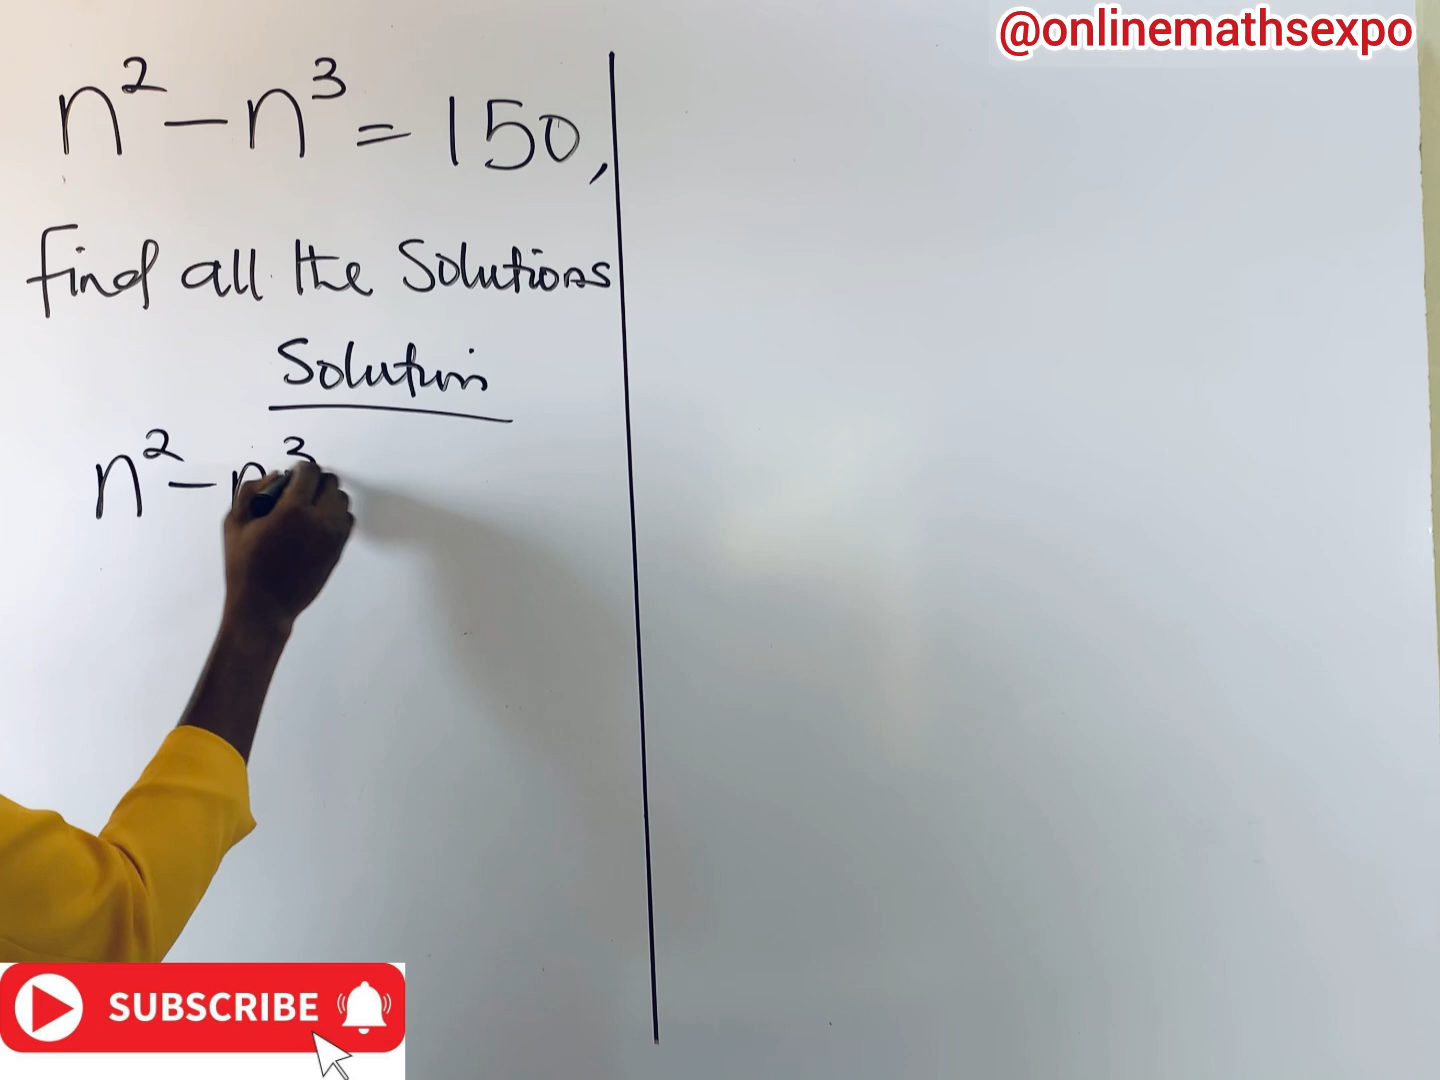 @onlinemathsexpo
n² - n³ = 150,
find all the Solutions
Solution
n² - n³
SUBSCRIBE